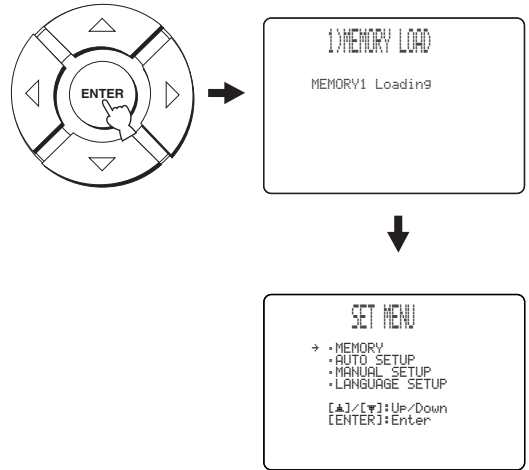 ENTER
1)MEMORY LOAD
MEMORY1 Loading
SET MENU
→ ·MEMORY
·AUTO SETUP
·MANUAL SETUP
·LANGUAGE SETUP
[▲]/[▼]:Up/Down
[ENTER]:Enter